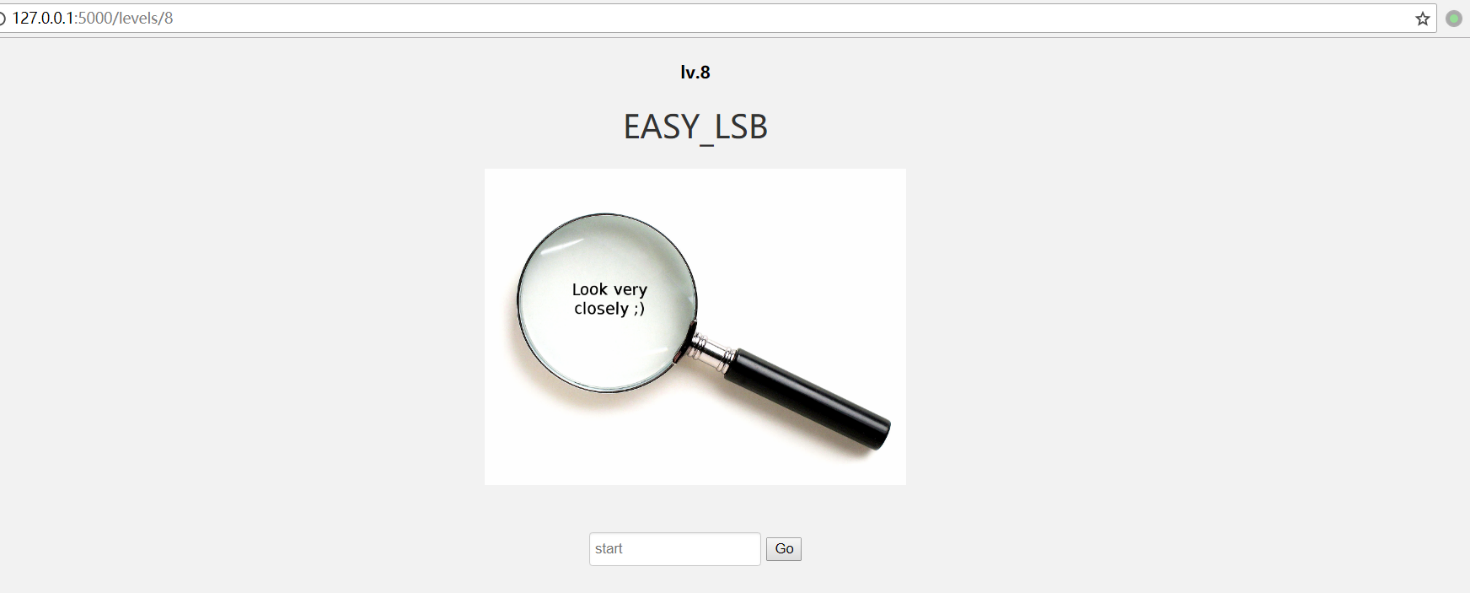 127.0.0.1:5000/levels/8
lv.8
EASY_LSB
Look very
closely ;)
start Go